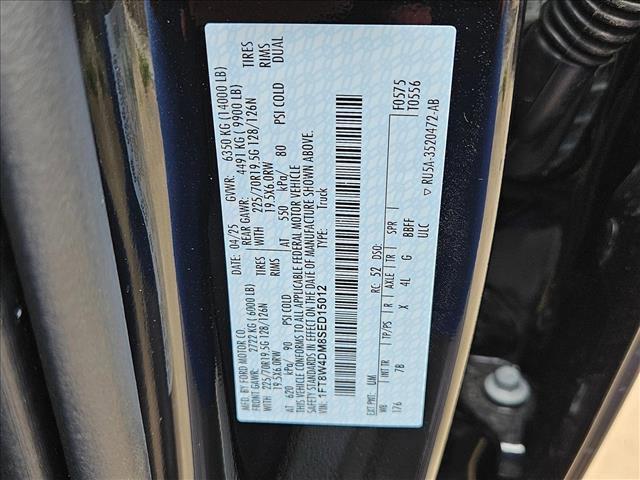 MFD. BY FORD MOTOR CO.
DATE: 04/25 GVWR: 6350 KG (14000 LB)
FRONT GAWR: 2722 KG (6000 LB) REAR GAWR: 4491 KG (9900 LB)
WITH 225/70R19.5G 128/126N TIRES WITH 225/70R19.5G 128/126N TIRES
19.5X6.0RW RIMS 19.5X6.0RW RIMS
AT 620 kPa/ 90 PSI COLD AT 550 kPa/ 80 PSI COLD DUAL
THIS VEHICLE CONFORMS TO ALL APPLICABLE FEDERAL MOTOR VEHICLE
SAFETY STANDARDS IN EFFECT ON THE DATE OF MANUFACTURE SHOWN ABOVE.
VIN: 1FT8W4DM8SED15012 TYPE: Truck
F0575
T0556
EXT PNT: UM RC: 52 DSO:
WB INT TR TP/PS R AXLE TR SPR
176 7B X 4L G BBFF
ULC ▽ RU5A-3520472-AB